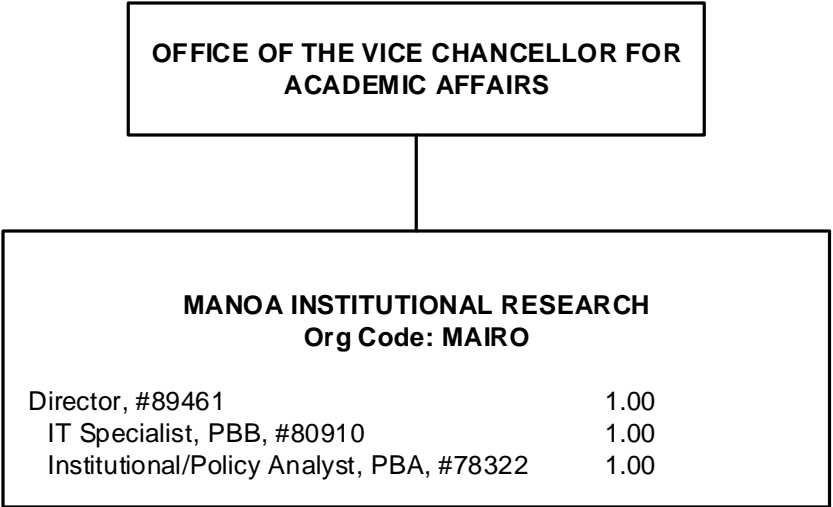 OFFICE OF THE VICE CHANCELLOR FOR
ACADEMIC AFFAIRS
MANOA INSTITUTIONAL RESEARCH
Org Code: MAIRO
Director, #89461 1.00
IT Specialist, PBB, #80910 1.00
Institutional/Policy Analyst, PBA, #78322 1.00